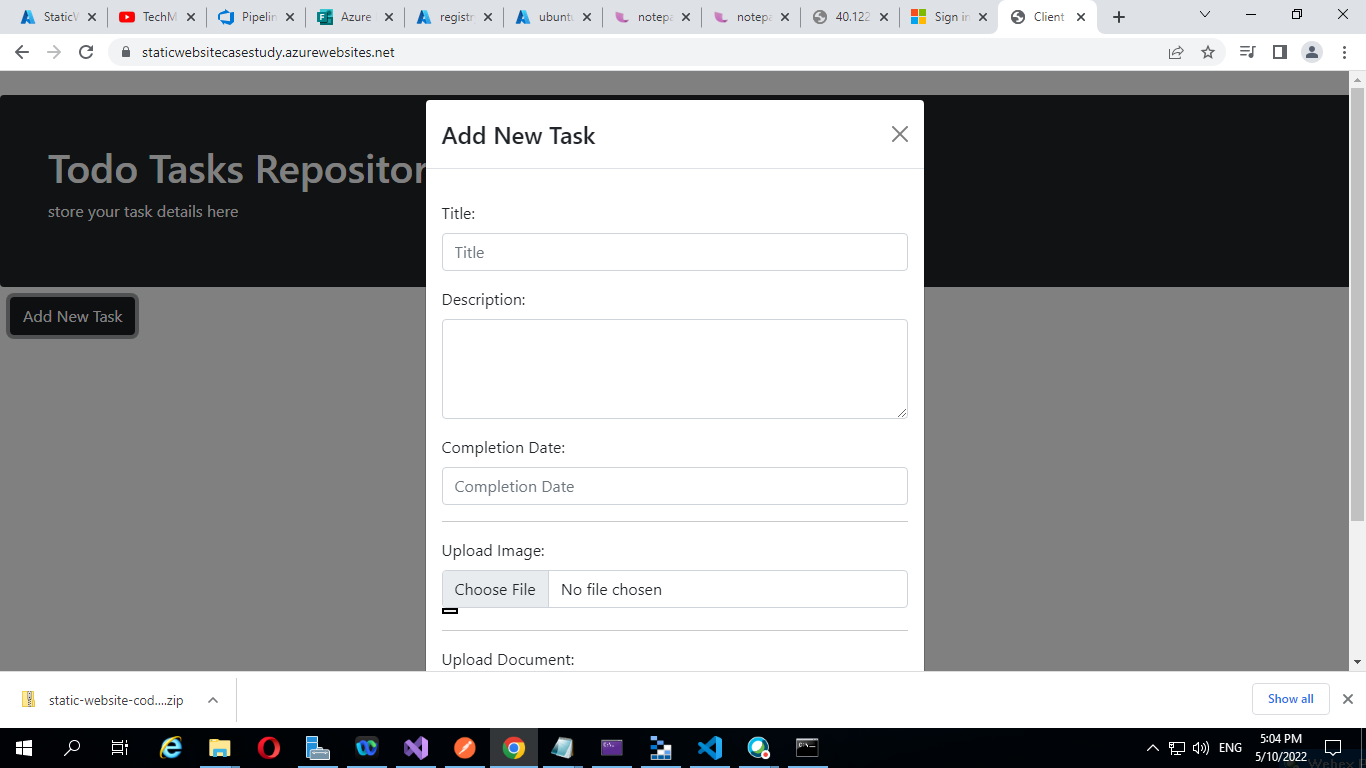 StaticW
TechM
Pipelin
Azure
registr
ubuntu
notepa
notepa
40.122
Sign in
Client
staticwebsitecasestudy.azurewebsites.net
Add New Task
Todo Tasks Repositor
store your task details here
Title:
Title
Description:
Add New Task
Completion Date:
Completion Date
Upload Image:
Choose File No file chosen
Upload Document:
static-website-cod....zip
Show all
ENG
5:04 PM
5/10/2022